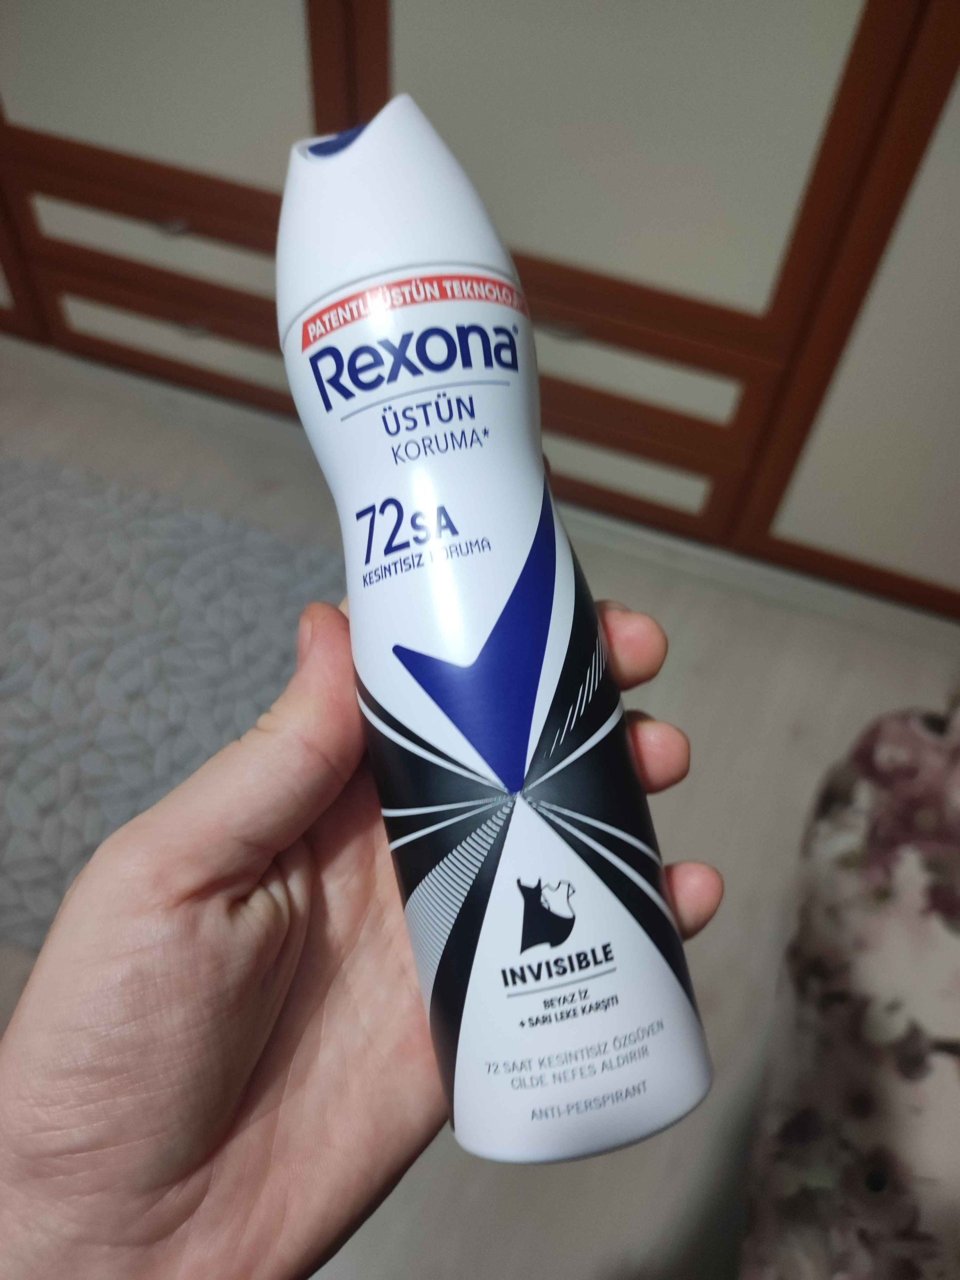 PATENTLİ ÜSTÜN TEKNOLOJİ
Rexona
ÜSTÜN
KORUMA*
72SA
KESİNTİSİZ KORUMA
INVISIBLE
BEYAZ İZ
+ SARI LEKE KARŞITI
72 SAAT KESİNTİSİZ ÖZGÜVEN
CİLDE NEFES ALDIRIR
ANTI-PERSPIRANT